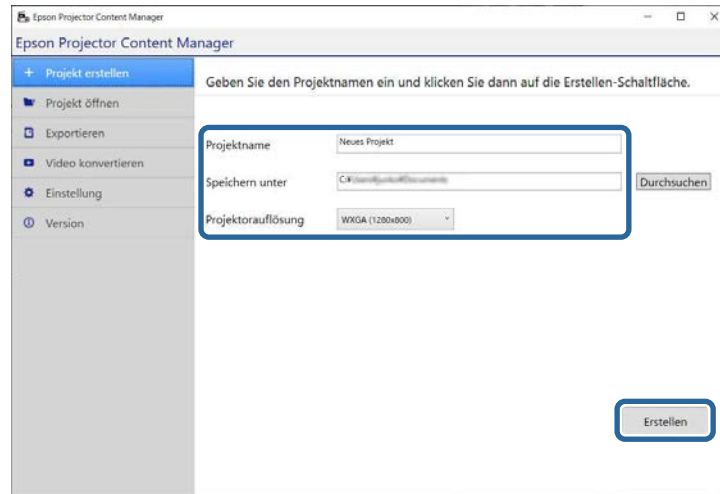 Epson Projector Content Manager
Epson Projector Content Manager
+ Projekt erstellen
Projekt öffnen
Exportieren
Video konvertieren
Einstellung
Version
Geben Sie den Projektnamen ein und klicken Sie dann auf die Erstellen-Schaltfläche.
Projektname Neues Projekt
Speichern unter Durchsuchen
Projektorauflösung WXGA (1280x800)
Erstellen